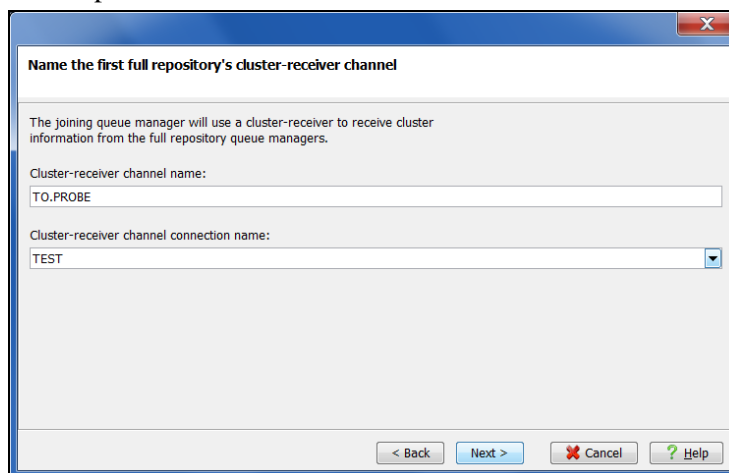 Name the first full repository's cluster-receiver channel
The joining queue manager will use a cluster-receiver to receive cluster
information from the full repository queue managers.
Cluster-receiver channel name:
TO.PROBE
Cluster-receiver channel connection name:
TEST
< Back Next > Cancel ? Help